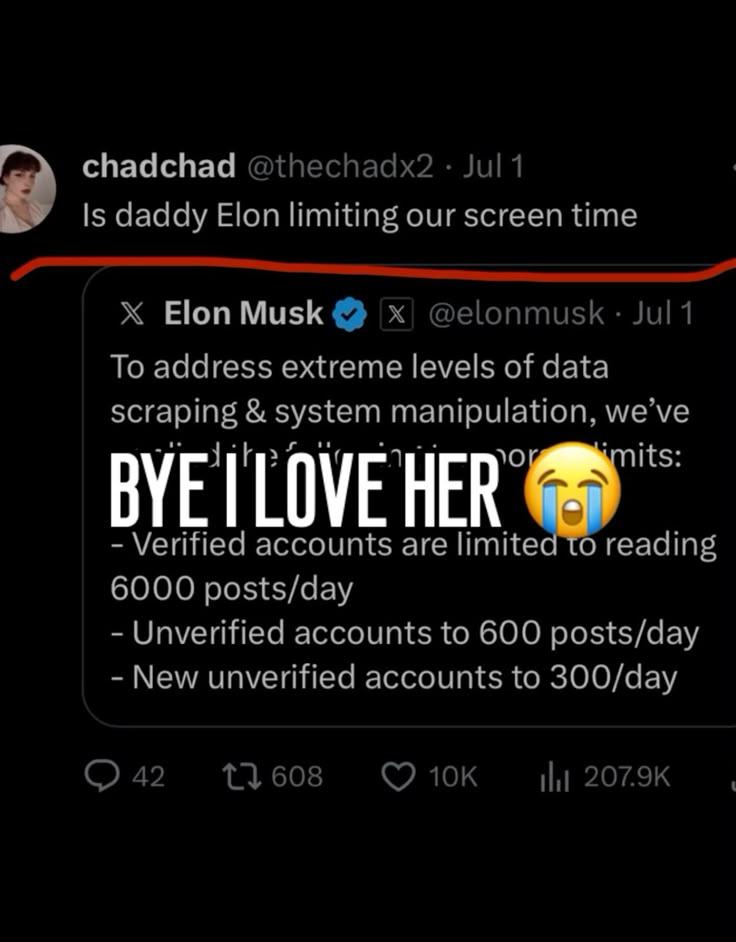 chadchad @thechadx2 · Jul 1
Is daddy Elon limiting our screen time
Elon Musk @elonmusk · Jul 1
To address extreme levels of data
scraping & system manipulation, we've
limits:
BYE I LOVE HER 😭
- Verified accounts are limited to reading
6000 posts/day
- Unverified accounts to 600 posts/day
- New unverified accounts to 300/day
42 608 10K 207.9K